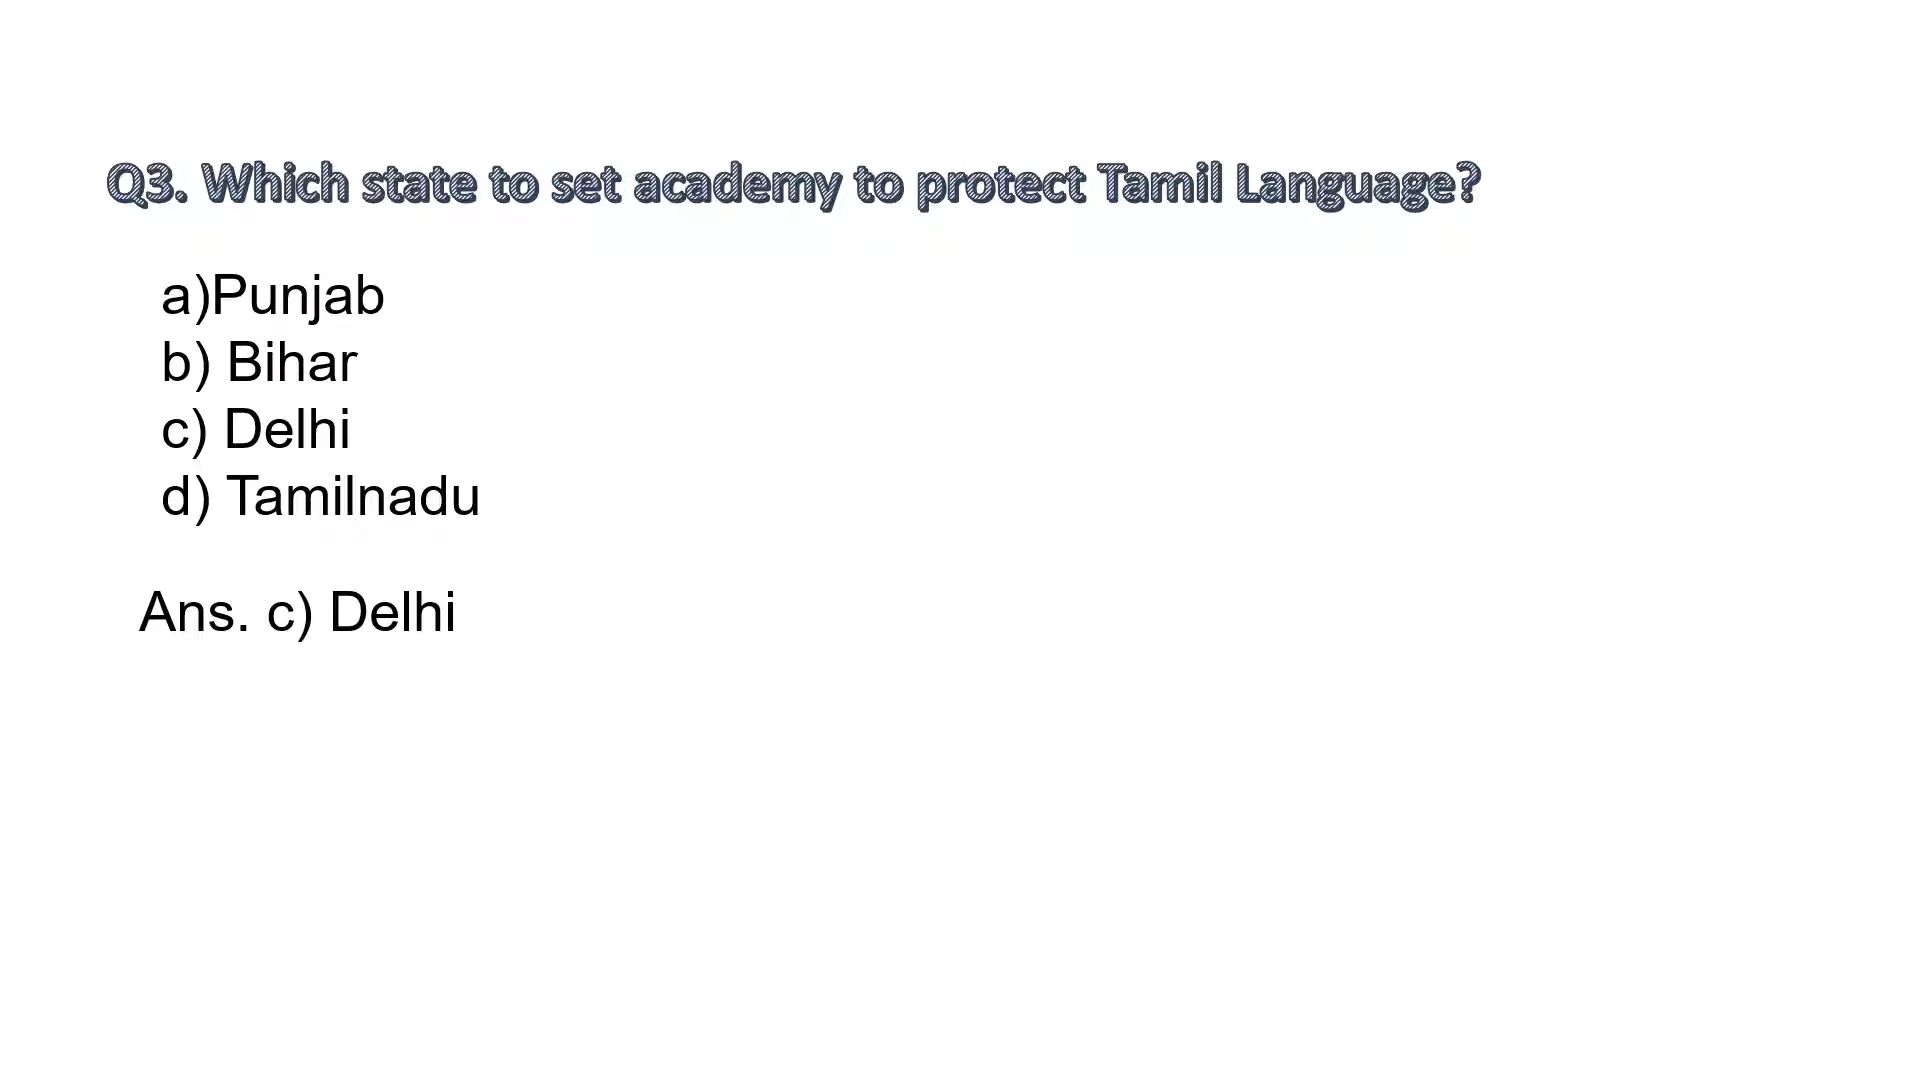 Q3. Which state to set academy to protect Tamil Language?
a)Punjab
b) Bihar
c) Delhi
d) Tamilnadu
Ans. c) Delhi